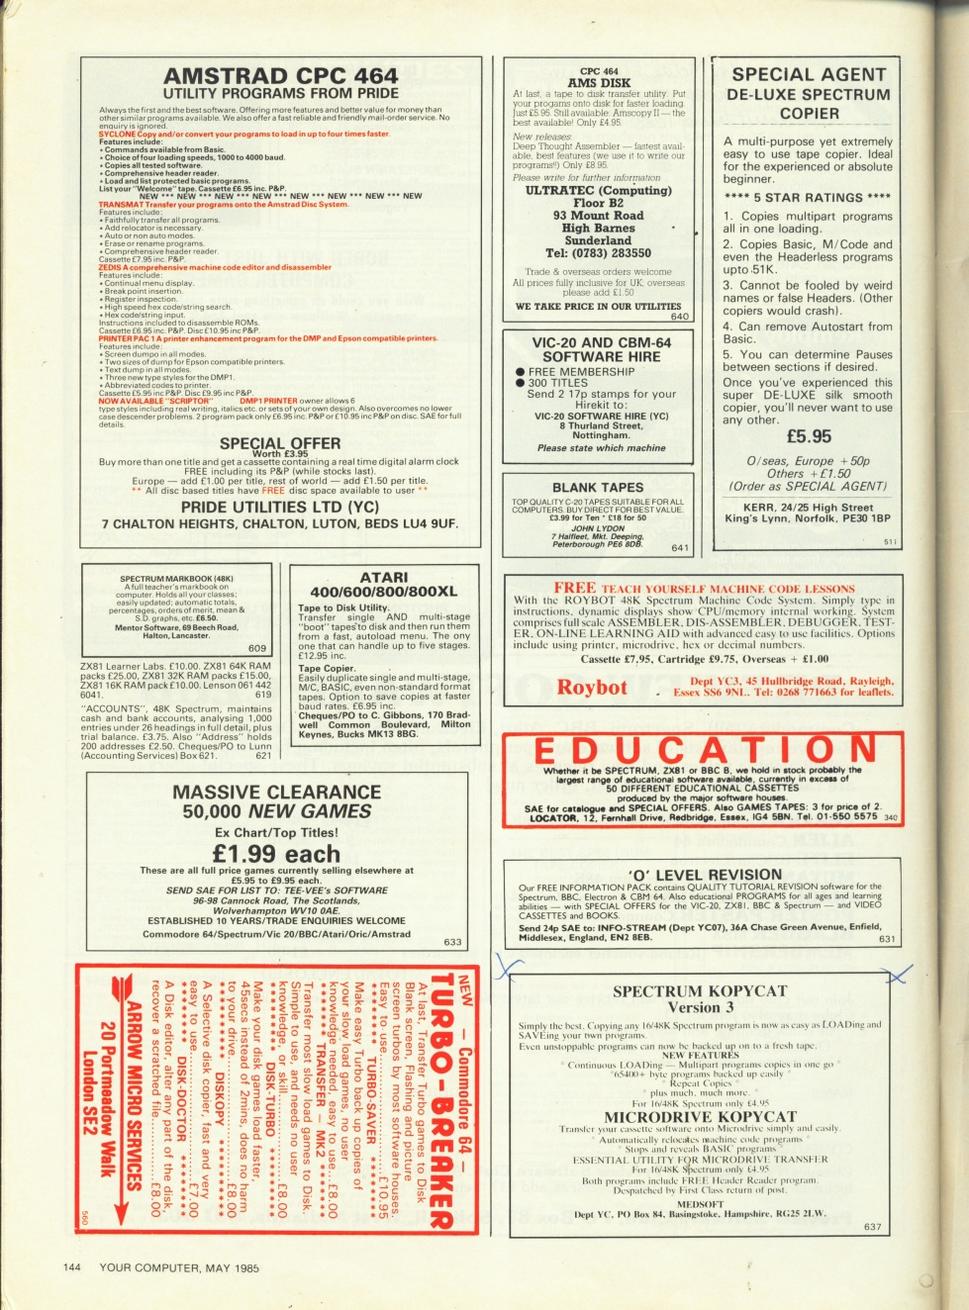 AMSTRAD CPC 464
UTILITY PROGRAMS FROM PRIDE
Always the first and the best software. Offering more features and better value for money than
other similar programs available. We also offer a fast reliable and friendly mail-order service. No
enquiry is ignored.
SYCLONE Copy and/or convert your programs to load in up to four times faster.
Features include:
• Commands available from Basic.
• Choice of four loading speeds, 1000 to 4000 baud.
• Copies all tested software.
• Comprehensive header reader.
• Load and list protected basic programs.
List your "Welcome" tape. Cassette £6.95 inc. P&P.
NEW *** NEW *** NEW *** NEW *** NEW *** NEW *** NEW *** NEW
TRANSMAT Transfer your programs onto the Amstrad Disc System.
Features include:
• Faithfully transfer all programs.
• Add relocator is necessary.
• Auto or non auto modes.
• Erase or rename programs.
• Comprehensive header reader.
Cassette £7.95 inc. P&P.
ZEDIS A comprehensive machine code editor and disassembler
Features include:
• Continual menu display.
• Break point insertion.
• Register inspection.
• High speed hex code/string search.
• Hex code/string input.
Instructions included to disassemble ROMs.
Cassette £6.95 inc. P&P. Disc £10.95 inc P&P.
PRINTER PAC 1 A printer enhancement program for the DMP and Epson compatible printers.
Features include:
• Screen dumpo in all modes.
• Two sizes of dump for Epson compatible printers.
• Text dump in all modes.
• Three new type styles for the DMP1.
• Abbreviated codes to printer.
Cassette £5.95 inc P&P. Disc £9.95 inc P&P.
NOW AVAILABLE "SCRIPTOR" DMP1 PRINTER owner allows 6
type styles including real writing, italics etc. or sets of your own design. Also overcomes no lower
case descender problems. 2 program pack only £6.95 inc. P&P or £10.95 inc P&P on disc. SAE for full
details.
SPECIAL OFFER
Worth £3.95
Buy more than one title and get a cassette containing a real time digital alarm clock
FREE including its P&P (while stocks last).
Europe — add £1.00 per title, rest of world — add £1.50 per title.
** All disc based titles have FREE disc space available to user **
PRIDE UTILITIES LTD (YC)
7 CHALTON HEIGHTS, CHALTON, LUTON, BEDS LU4 9UF.
SPECTRUM MARKBOOK (48K)
A full teacher's markbook on
computer. Holds all your classes;
easily updated; automatic totals,
percentages, orders of merit, mean &
S.D. graphs, etc. £6.50.
Mentor Software, 69 Beech Road,
Halton, Lancaster.
609
ZX81 Learner Labs. £10.00. ZX81 64K RAM
packs £25.00, ZX81 32K RAM packs £15.00,
ZX81 16K RAM pack £10.00. Lenson 061 442
6041. 619
"ACCOUNTS", 48K Spectrum, maintains
cash and bank accounts, analysing 1,000
entries under 26 headings in full detail, plus
trial balance. £3.75. Also "Address" holds
200 addresses £2.50. Cheques/PO to Lunn
(Accounting Services) Box 621. 621
ATARI
400/600/800/800XL
Tape to Disk Utility.
Transfer single AND multi-stage
"boot" tapes to disk and then run them
from a fast, autoload menu. The ony
one that can handle up to five stages.
£12.95 inc.
Tape Copier.
Easily duplicate single and multi-stage,
M/C, BASIC, even non-standard format
tapes. Option to save copies at faster
baud rates. £6.95 inc.
Cheques/PO to C. Gibbons, 170 Brad-
well Common Boulevard, Milton
Keynes, Bucks MK13 8BG.
MASSIVE CLEARANCE
50,000 NEW GAMES
Ex Chart/Top Titles!
£1.99 each
These are all full price games currently selling elsewhere at
£5.95 to £9.95 each.
SEND SAE FOR LIST TO: TEE-VEE's SOFTWARE
96-98 Cannock Road, The Scotlands,
Wolverhampton WV10 0AE.
ESTABLISHED 10 YEARS/TRADE ENQUIRIES WELCOME
Commodore 64/Spectrum/Vic 20/BBC/Atari/Oric/Amstrad
633
NEW — Commodore 64 —
TURBO-BREAKER
At last, Transfer Turbo games to Disk
Blank screen, Flashing and picture
screen turbos by most software houses.
Easy to use..........£10.95
******** TURBO-SAVER ********
Make easy Turbo back up copies of
your slow load games, no user
knowledge needed, easy to use...£8.00
******** TRANSFER — MK2 ********
Transfer most slow load games to Disk.
Simple to use, and needs no user
knowledge, or skill..........£8.00
******** DISK-TURBO ********
Make your disk games load faster,
45secs instead of 2mins, does no harm
to your drive..........£8.00
******** DISKOPY ********
A Selective disk copier, fast and very
easy to use..........£7.00
******** DISK-DOCTOR ********
A Disk editor, alter any part of the disk,
recover a scratched file..........£8.00
ARROW MICRO SERVICES
20 Portmeadow Walk
London SE2
560
CPC 464
AMS DISK
At last, a tape to disk transfer utility. Put
your progams onto disk for faster loading.
Just £5.95. Still available: Amscopy II — the
best available! Only £4.95.
New releases:
Deep Thought Assembler — fastest avail-
able, best features (we use it to write our
programs!!) Only £8.95.
Please write for further information
ULTRATEC (Computing)
Floor B2
93 Mount Road
High Barnes
Sunderland
Tel: (0783) 283550
Trade & overseas orders welcome
All prices fully inclusive for UK, overseas
please add £1.50
WE TAKE PRICE IN OUR UTILITIES
640
VIC-20 AND CBM-64
SOFTWARE HIRE
● FREE MEMBERSHIP
● 300 TITLES
Send 2 17p stamps for your
Hirekit to:
VIC-20 SOFTWARE HIRE (YC)
8 Thurland Street,
Nottingham.
Please state which machine
BLANK TAPES
TOP QUALITY C-20 TAPES SUITABLE FOR ALL
COMPUTERS. BUY DIRECT FOR BEST VALUE.
£3.99 for Ten * £18 for 50
JOHN LYDON
7 Halfleet, Mkt. Deeping,
Peterborough PE6 8DB.
641
SPECIAL AGENT
DE-LUXE SPECTRUM
COPIER
A multi-purpose yet extremely
easy to use tape copier. Ideal
for the experienced or absolute
beginner.
**** 5 STAR RATINGS ****
1. Copies multipart programs
all in one loading.
2. Copies Basic, M/Code and
even the Headerless programs
upto 51K.
3. Cannot be fooled by weird
names or false Headers. (Other
copiers would crash).
4. Can remove Autostart from
Basic.
5. You can determine Pauses
between sections if desired.
Once you've experienced this
super DE-LUXE silk smooth
copier, you'll never want to use
any other.
£5.95
O/seas, Europe +50p
Others +£1.50
(Order as SPECIAL AGENT)
KERR, 24/25 High Street
King's Lynn, Norfolk, PE30 1BP
511
FREE TEACH YOURSELF MACHINE CODE LESSONS
With the ROYBOT 48K Spectrum Machine Code System. Simply type in
instructions, dynamic displays show CPU/memory internal working. System
comprises full scale ASSEMBLER, DIS-ASSEMBLER, DEBUGGER, TEST-
ER, ON-LINE LEARNING AID with advanced easy to use facilities. Options
include using printer, microdrive, hex or decimal numbers.
Cassette £7.95, Cartridge £9.75, Overseas + £1.00
Roybot
Dept YC3, 45 Hullbridge Road, Rayleigh,
Essex SS6 9NL. Tel: 0268 771663 for leaflets.
EDUCATION
Whether it be SPECTRUM, ZX81 or BBC B, we hold in stock probably the
largest range of educational software available, currently in excess of
50 DIFFERENT EDUCATIONAL CASSETTES
produced by the major software houses.
SAE for catalogue and SPECIAL OFFERS. Also GAMES TAPES: 3 for price of 2.
LOCATOR, 12, Fernhall Drive, Redbridge, Essex, IG4 5BN. Tel. 01-550 5575 340
'O' LEVEL REVISION
Our FREE INFORMATION PACK contains QUALITY TUTORIAL REVISION software for the
Spectrum, BBC, Electron & CBM 64. Also educational PROGRAMS for all ages and learning
abilities — with SPECIAL OFFERS for the VIC-20, ZX81, BBC & Spectrum — and VIDEO
CASSETTES and BOOKS.
Send 24p SAE to: INFO-STREAM (Dept YC07), 36A Chase Green Avenue, Enfield,
Middlesex, England, EN2 8EB. 631
SPECTRUM KOPYCAT
Version 3
Simply the best. Copying any 16/48K Spectrum program is now as easy as LOADing and
SAVEing your own programs.
Even unstoppable programs can now be backed up on to a fresh tape.
NEW FEATURES
* Continuous LOADing — Multipart programs copies in one go *
*65400+ byte programs backed up easily *
* Repeat Copies *
* plus much, much more.
For 16/48K Spectrum only £4.95
MICRODRIVE KOPYCAT
Transfer your cassette software onto Microdrive simply and easily.
* Automatically relocates machine code programs *
* Stops and reveals BASIC programs *
ESSENTIAL UTILITY FOR MICRODRIVE TRANSFER
For 16/48K Spectrum only £4.95
Both programs include FREE Header Reader program.
Despatched by First Class return of post.
MEDSOFT
Dept YC, PO Box 84, Basingstoke, Hampshire, RG25 2LW.
637
144 YOUR COMPUTER, MAY 1985